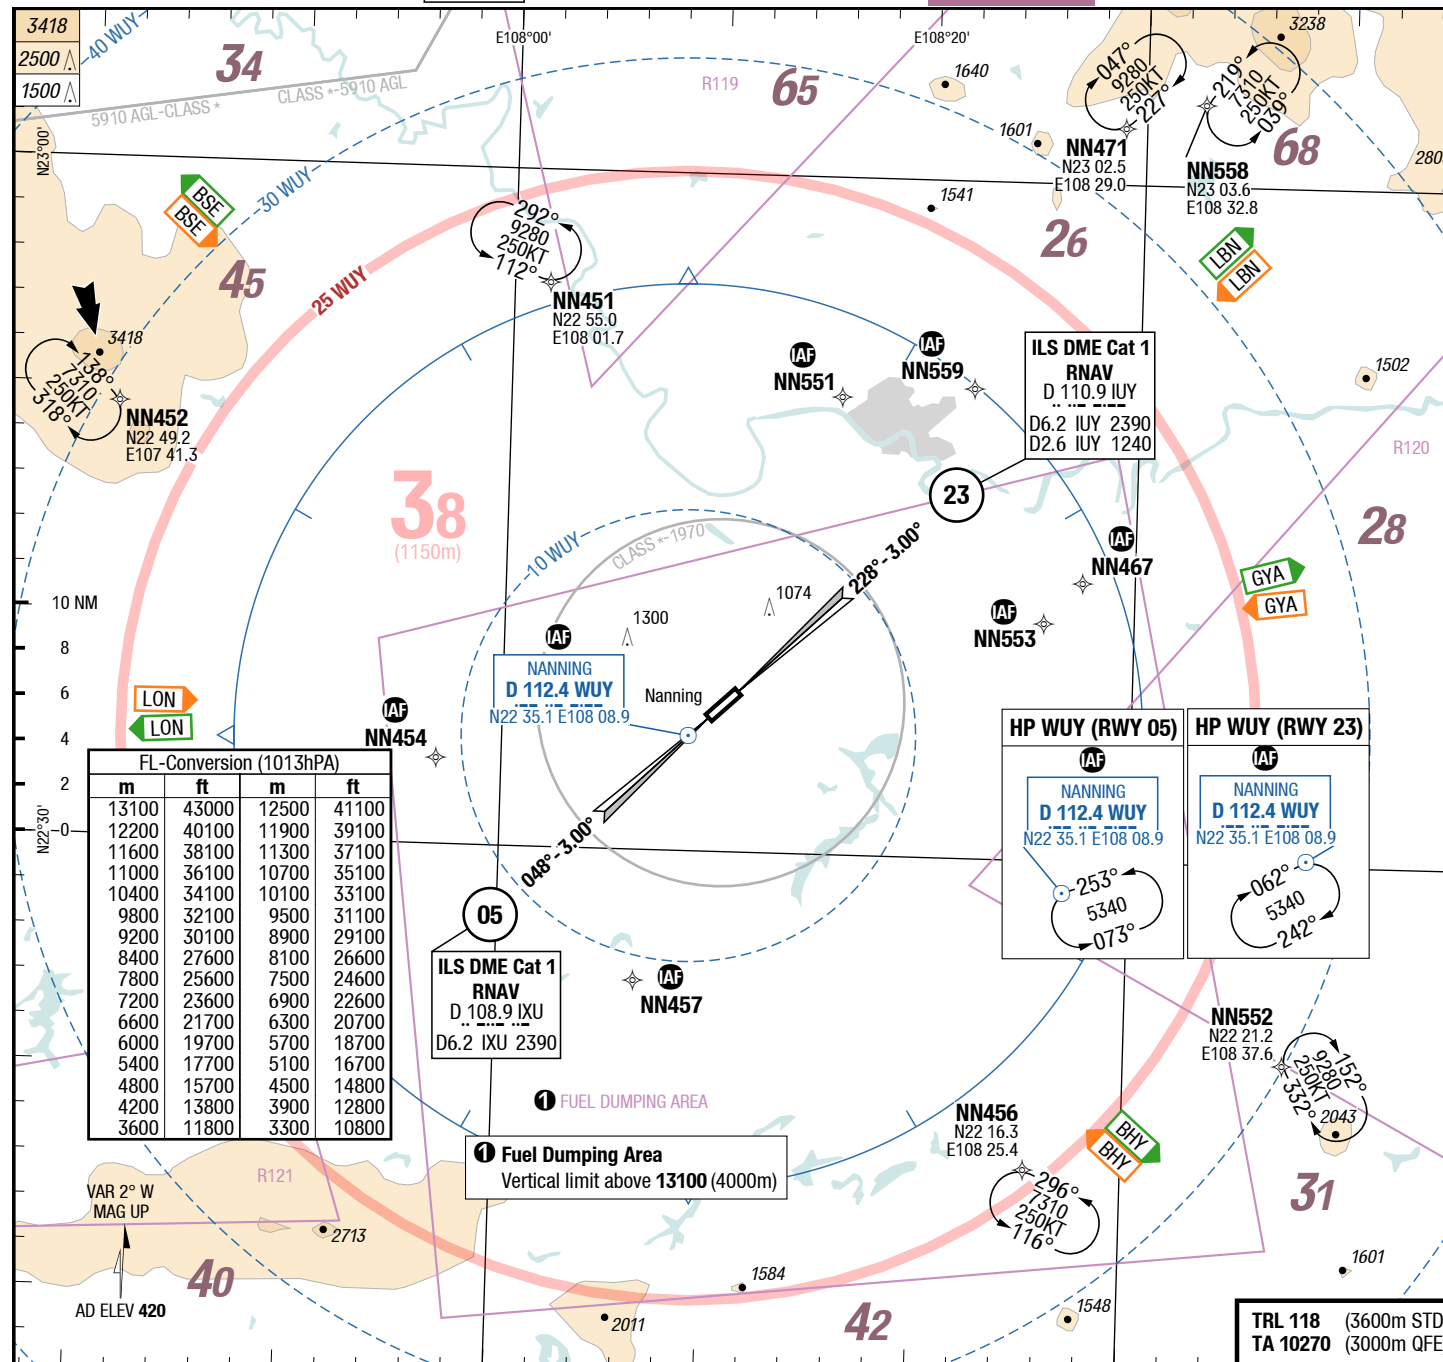 3418
2500
1500
40 WUY
34
5910 AGL-CLASS *
CLASS *-5910 AGL
E108°00'
E108°20'
R119
65
1640
1601
1541
3238
047°
9280
250KT
227°
219°
7310
250KT
039°
68
280
NN471
N23 02.5
E108 29.0
NN558
N23 03.6
E108 32.8
N23°00'
30 WUY
BSE
BSE
45
25 WUY
292°
9280
250KT
112°
NN451
N22 55.0
E108 01.7
26
LBN
LBN
3418
138°
7310
250KT
318°
NN452
N22 49.2
E107 41.3
IAF
NN551
IAF
NN559
ILS DME Cat 1
RNAV
D 110.9 IUY
D6.2 IUY 2390
D2.6 IUY 1240
1502
R120
38
(1150m)
23
28
10 WUY
CLASS *-1970
228°-3.00°
IAF
NN467
GYA
GYA
10 NM
8
6
4
2
0
N22°30'
1300
1074
IAF
NN553
IAF
NANNING
D 112.4 WUY
N22 35.1 E108 08.9
Nanning
LON
LON
IAF
NN454
HP WUY (RWY 05)
IAF
NANNING
D 112.4 WUY
N22 35.1 E108 08.9
253°
5340
073°
HP WUY (RWY 23)
IAF
NANNING
D 112.4 WUY
N22 35.1 E108 08.9
062°
5340
242°
FL-Conversion (1013hPA)
m ft m ft
13100 43000 12500 41100
12200 40100 11900 39100
11600 38100 11300 37100
11000 36100 10700 35100
10400 34100 10100 33100
9800 32100 9500 31100
9200 30100 8900 29100
8400 27600 8100 26600
7800 25600 7500 24600
7200 23600 6900 22600
6600 21700 6300 20700
6000 19700 5700 18700
5400 17700 5100 16700
4800 15700 4500 14800
4200 13800 3900 12800
3600 11800 3300 10800
048°-3.00°
05
ILS DME Cat 1
RNAV
D 108.9 IXU
D6.2 IXU 2390
IAF
NN457
NN552
N22 21.2
E108 37.6
152°
9280
250KT
332°
2043
1 FUEL DUMPING AREA
1 Fuel Dumping Area
Vertical limit above 13100 (4000m)
NN456
N22 16.3
E108 25.4
296°
7310
250KT
116°
BHY
BHY
31
R121
VAR 2° W
MAG UP
2713
40
AD ELEV 420
1584
2011
42
1548
1601
TRL 118 (3600m STD
TA 10270 (3000m QFE